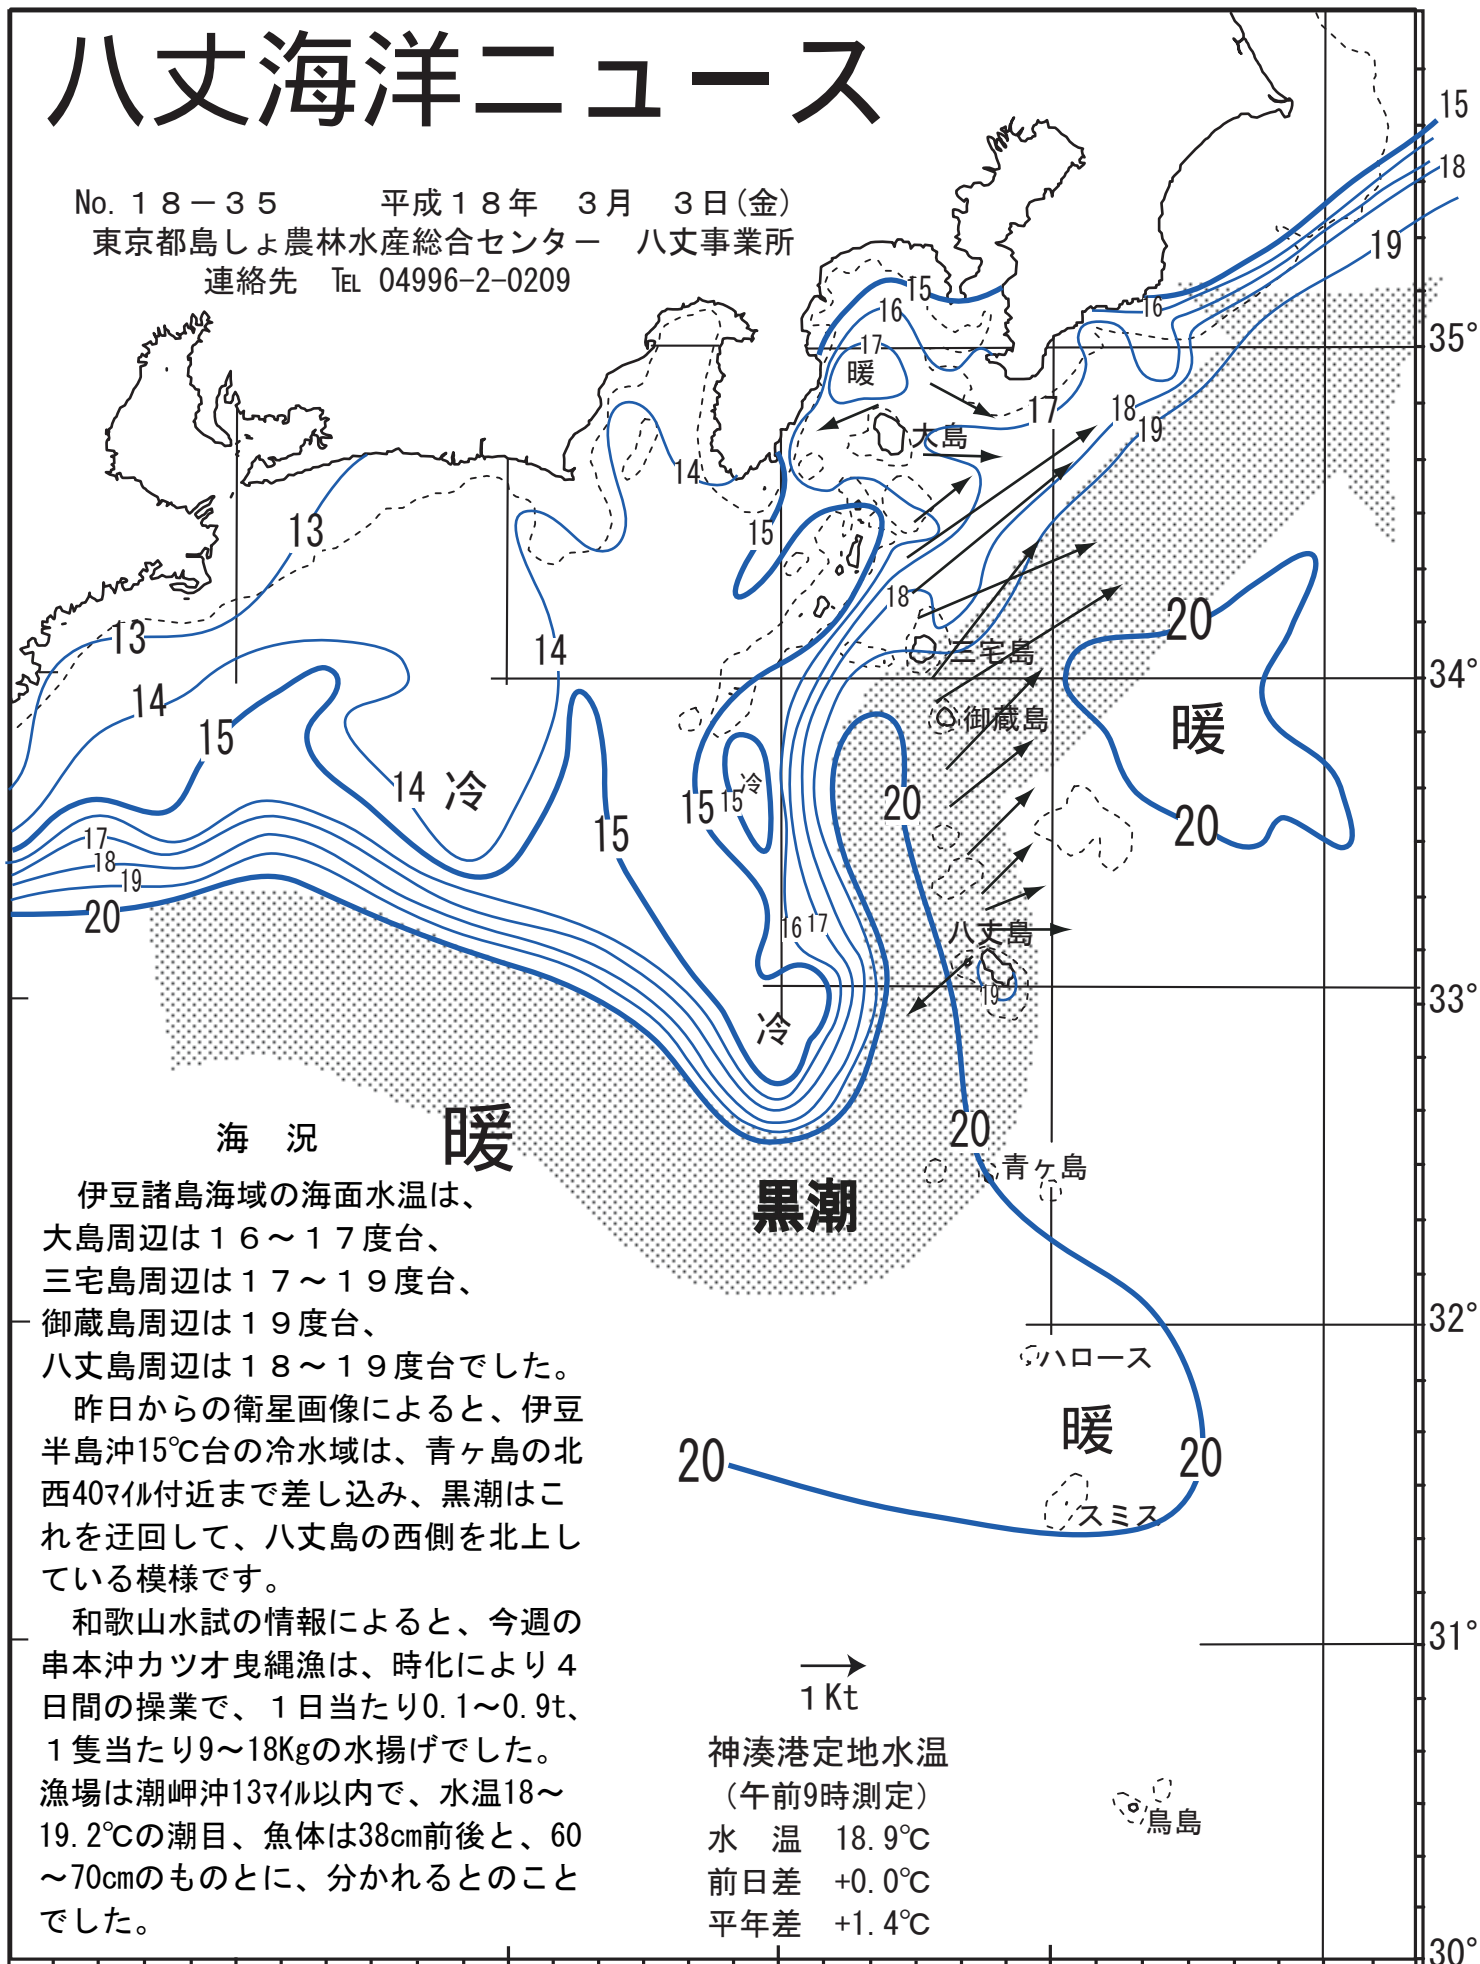 八丈海洋ニュース
No. １８－３５　平成１８年　３月　３日(金)
東京都島しょ農林水産総合センター　八丈事業所
連絡先　℡ 04996-2-0209
15
18
19
16
35°
15
16
17
暖
大島
17
18
19
14
15
13
13
14
14
15
14
冷
18
三宅島
34°
御蔵島
20
暖
20
15
15
冷
15
20
17
18
19
20
16
17
八丈島
19
33°
冷
暖
20
青ヶ島
黒潮
32°
ハロース
暖
20
20
スミス
31°
鳥島
30°
海　況
伊豆諸島海域の海面水温は、
大島周辺は１６～１７度台、
三宅島周辺は１７～１９度台、
御蔵島周辺は１９度台、
八丈島周辺は１８～１９度台でした。
昨日からの衛星画像によると、伊豆
半島沖15℃台の冷水域は、青ヶ島の北
西40ﾏｲﾙ付近まで差し込み、黒潮はこ
れを迂回して、八丈島の西側を北上し
ている模様です。
和歌山水試の情報によると、今週の
串本沖カツオ曳縄漁は、時化により４
日間の操業で、１日当たり0.1～0.9t、
１隻当たり9～18Kgの水揚げでした。
漁場は潮岬沖13ﾏｲﾙ以内で、水温18～
19.2℃の潮目、魚体は38cm前後と、60
～70cmのものとに、分かれるとのこと
でした。
１Kt
神湊港定地水温
（午前9時測定）
水　温　18.9℃
前日差　+0.0℃
平年差　+1.4℃